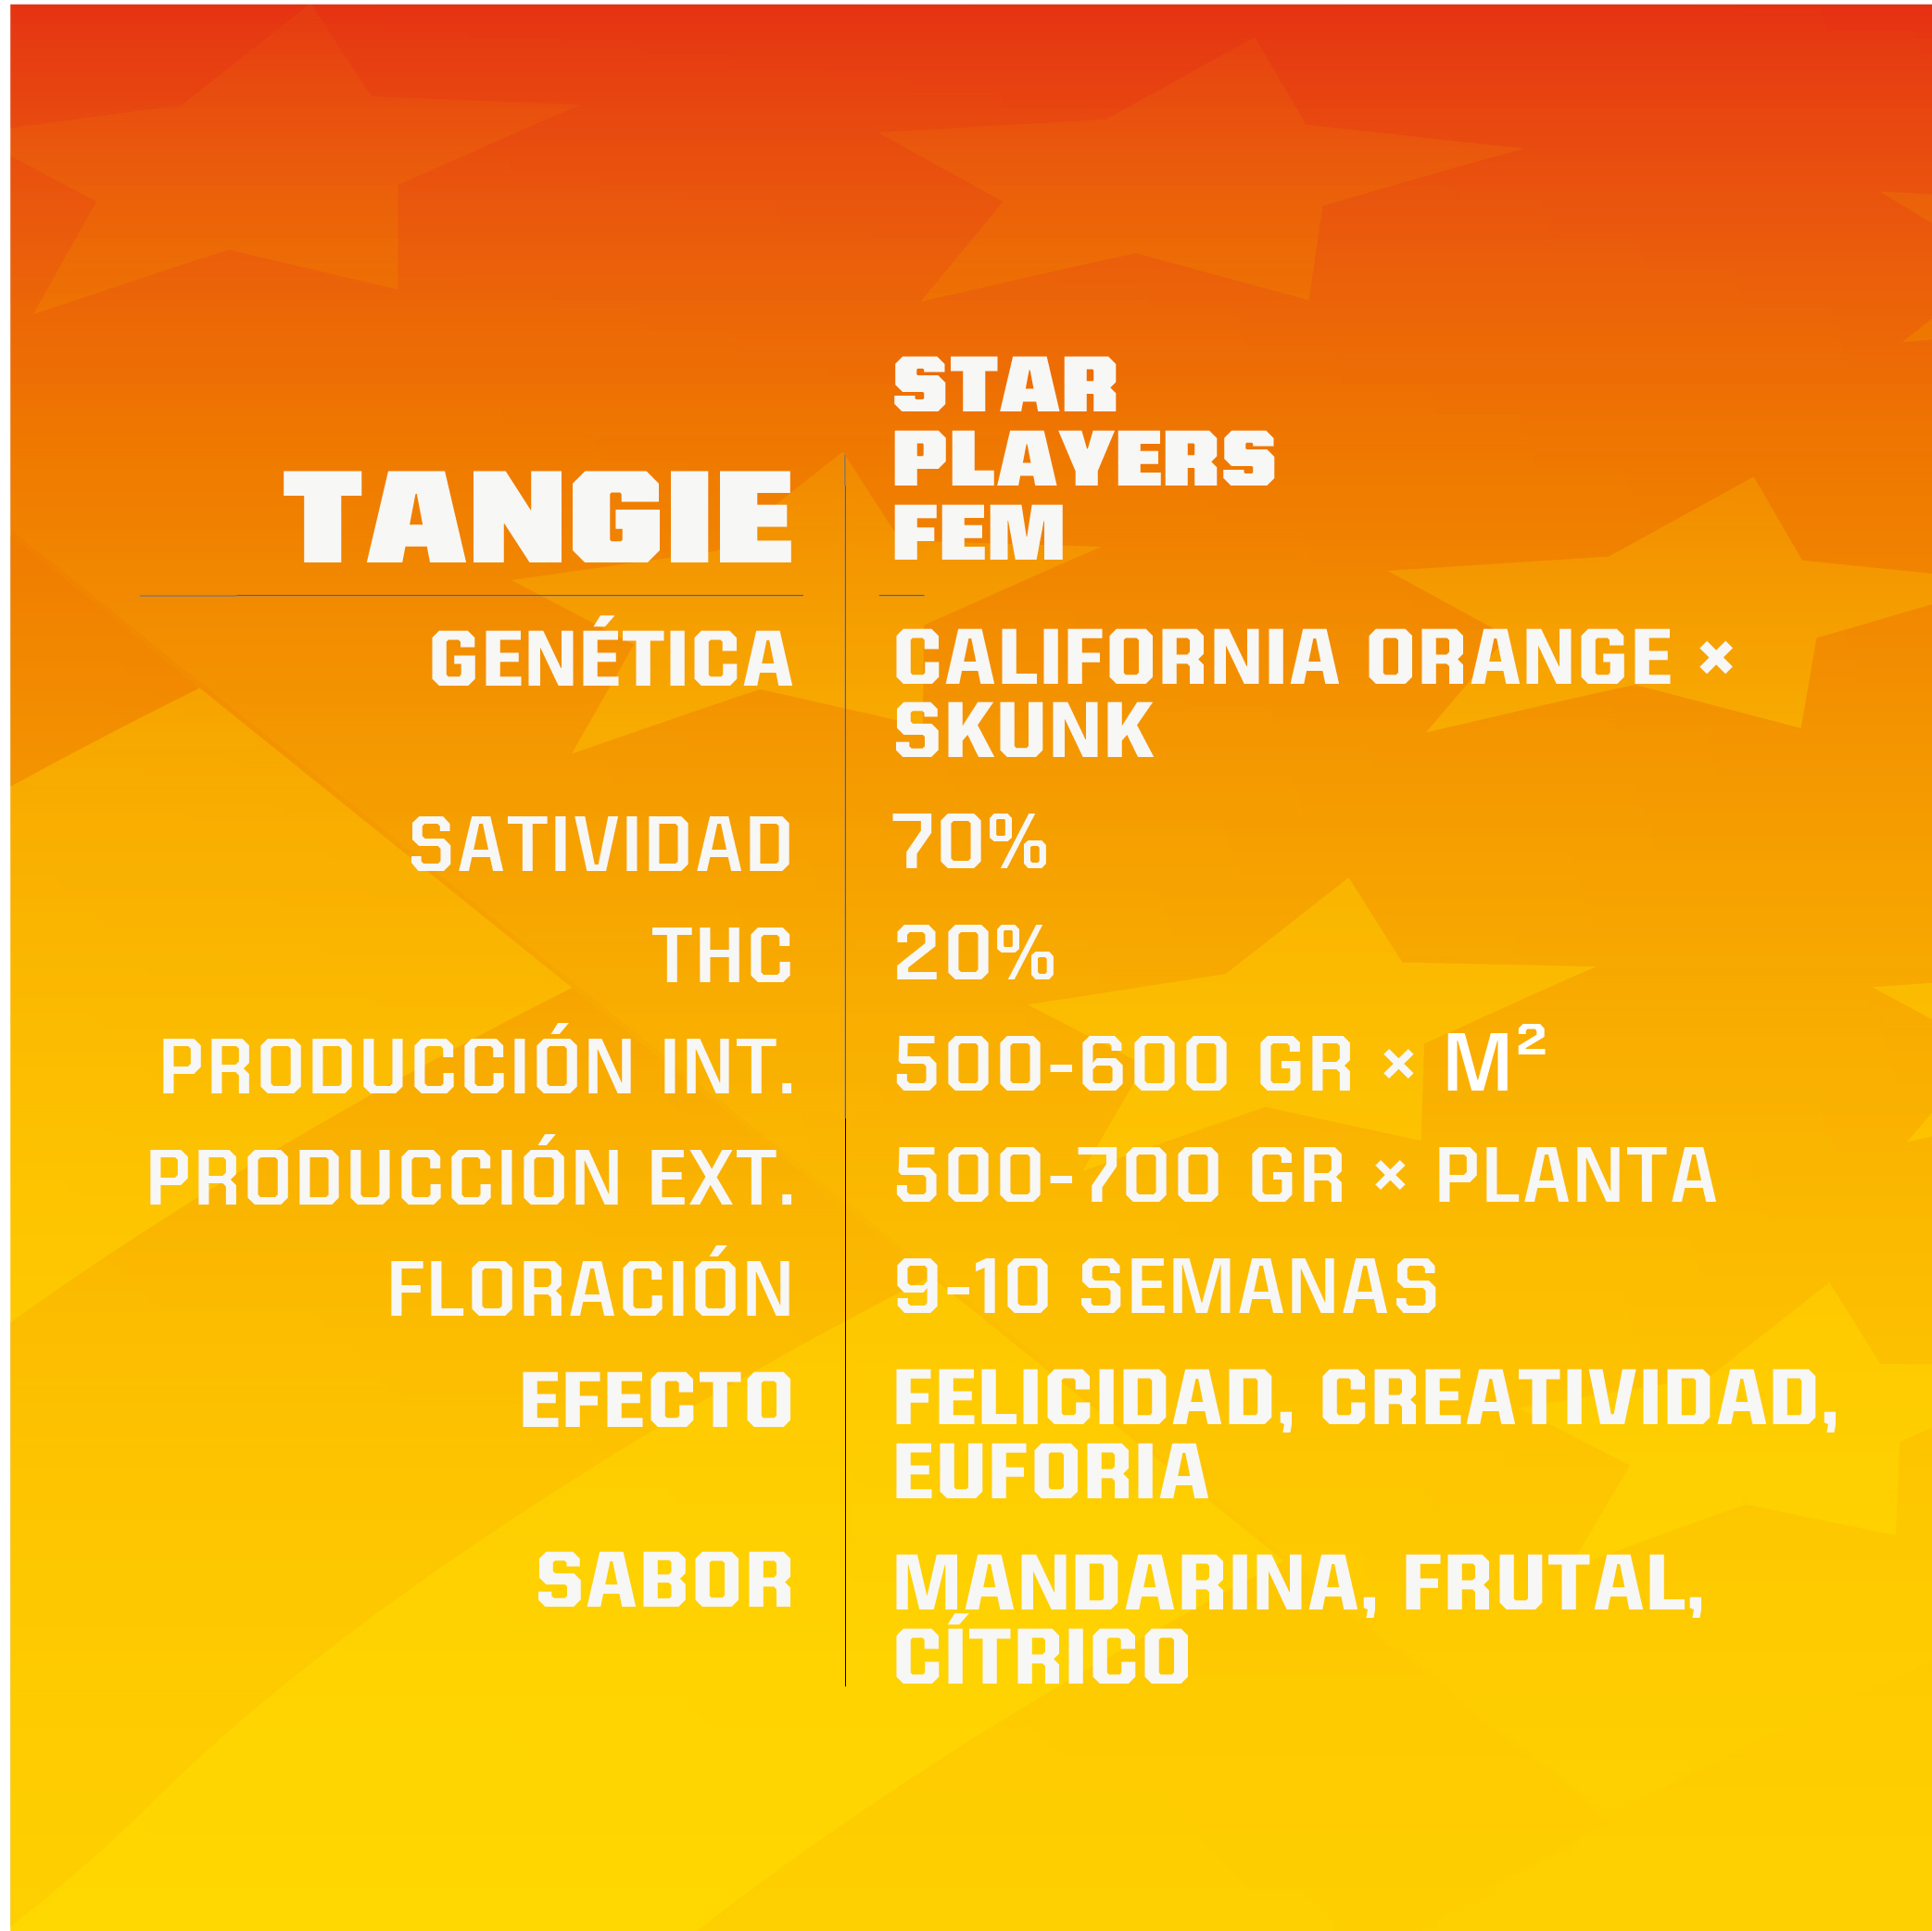 TANGIE
STAR
PLAYERS
FEM
GENÉTICA
CALIFORNIA ORANGE ×
SKUNK
SATIVIDAD
70%
THC
20%
PRODUCCIÓN INT.
500-600 GR × M²
PRODUCCIÓN EXT.
500-700 GR × PLANTA
FLORACIÓN
9-10 SEMANAS
EFECTO
FELICIDAD, CREATIVIDAD,
EUFORIA
SABOR
MANDARINA, FRUTAL,
CÍTRICO